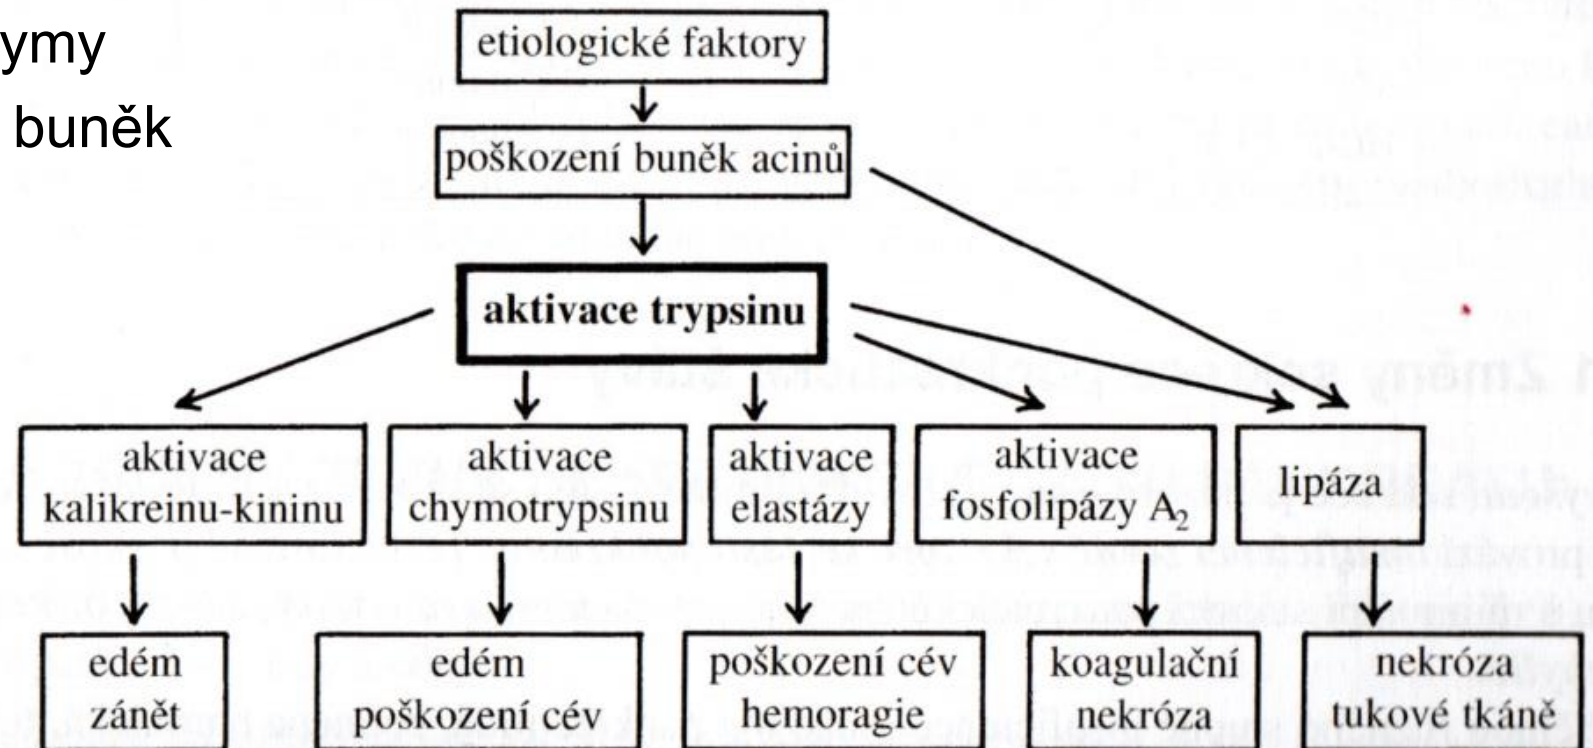 ymy
buněk
etiologické faktory
poškození buněk acinů
aktivace trypsinu
aktivace
kalikreinu-kininu
aktivace
chymotrypsinu
aktivace
elastázy
aktivace
fosfolipázy A₂
lipáza
edém
zánět
edém
poškození cév
poškození cév
hemoragie
koagulační
nekróza
nekróza
tukové tkáně